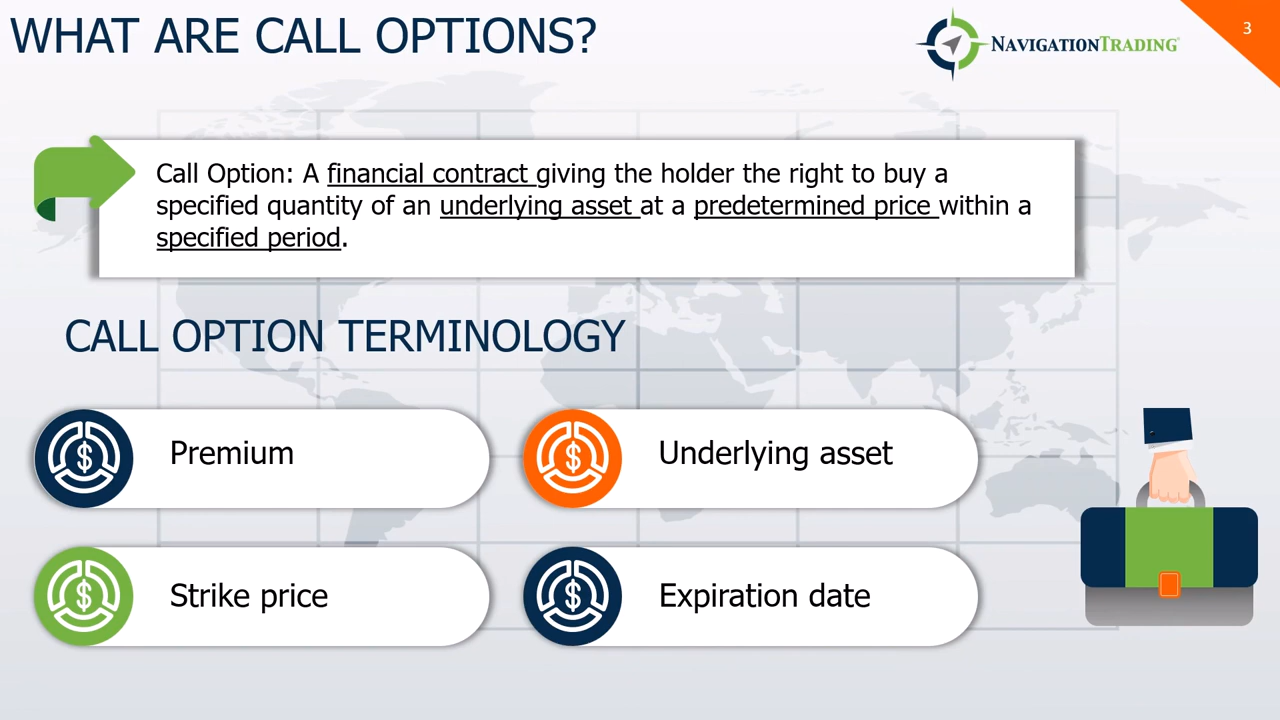 WHAT ARE CALL OPTIONS?
NAVIGATIONTRADING®
3
Call Option: A financial contract giving the holder the right to buy a
specified quantity of an underlying asset at a predetermined price within a
specified period.
CALL OPTION TERMINOLOGY
$ Premium
$ Underlying asset
$ Strike price
$ Expiration date